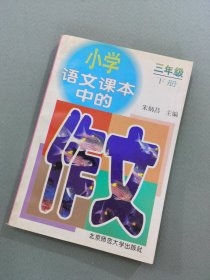 小学
语文课本
中的
三年级
下册
朱炳昌 主编
作文
北京师范大学出版社